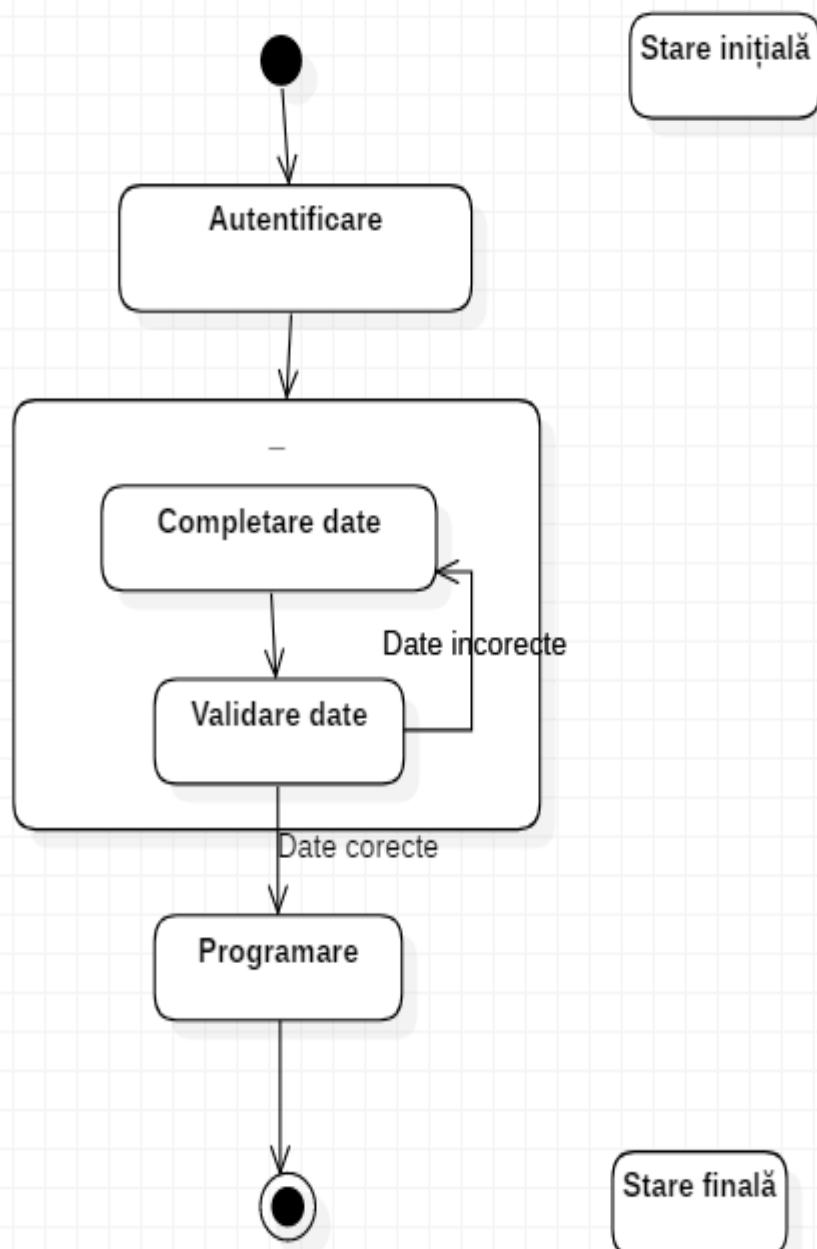 Stare inițială
Autentificare
_
Completare date
Date incorecte
Validare date
Date corecte
Programare
Stare finală